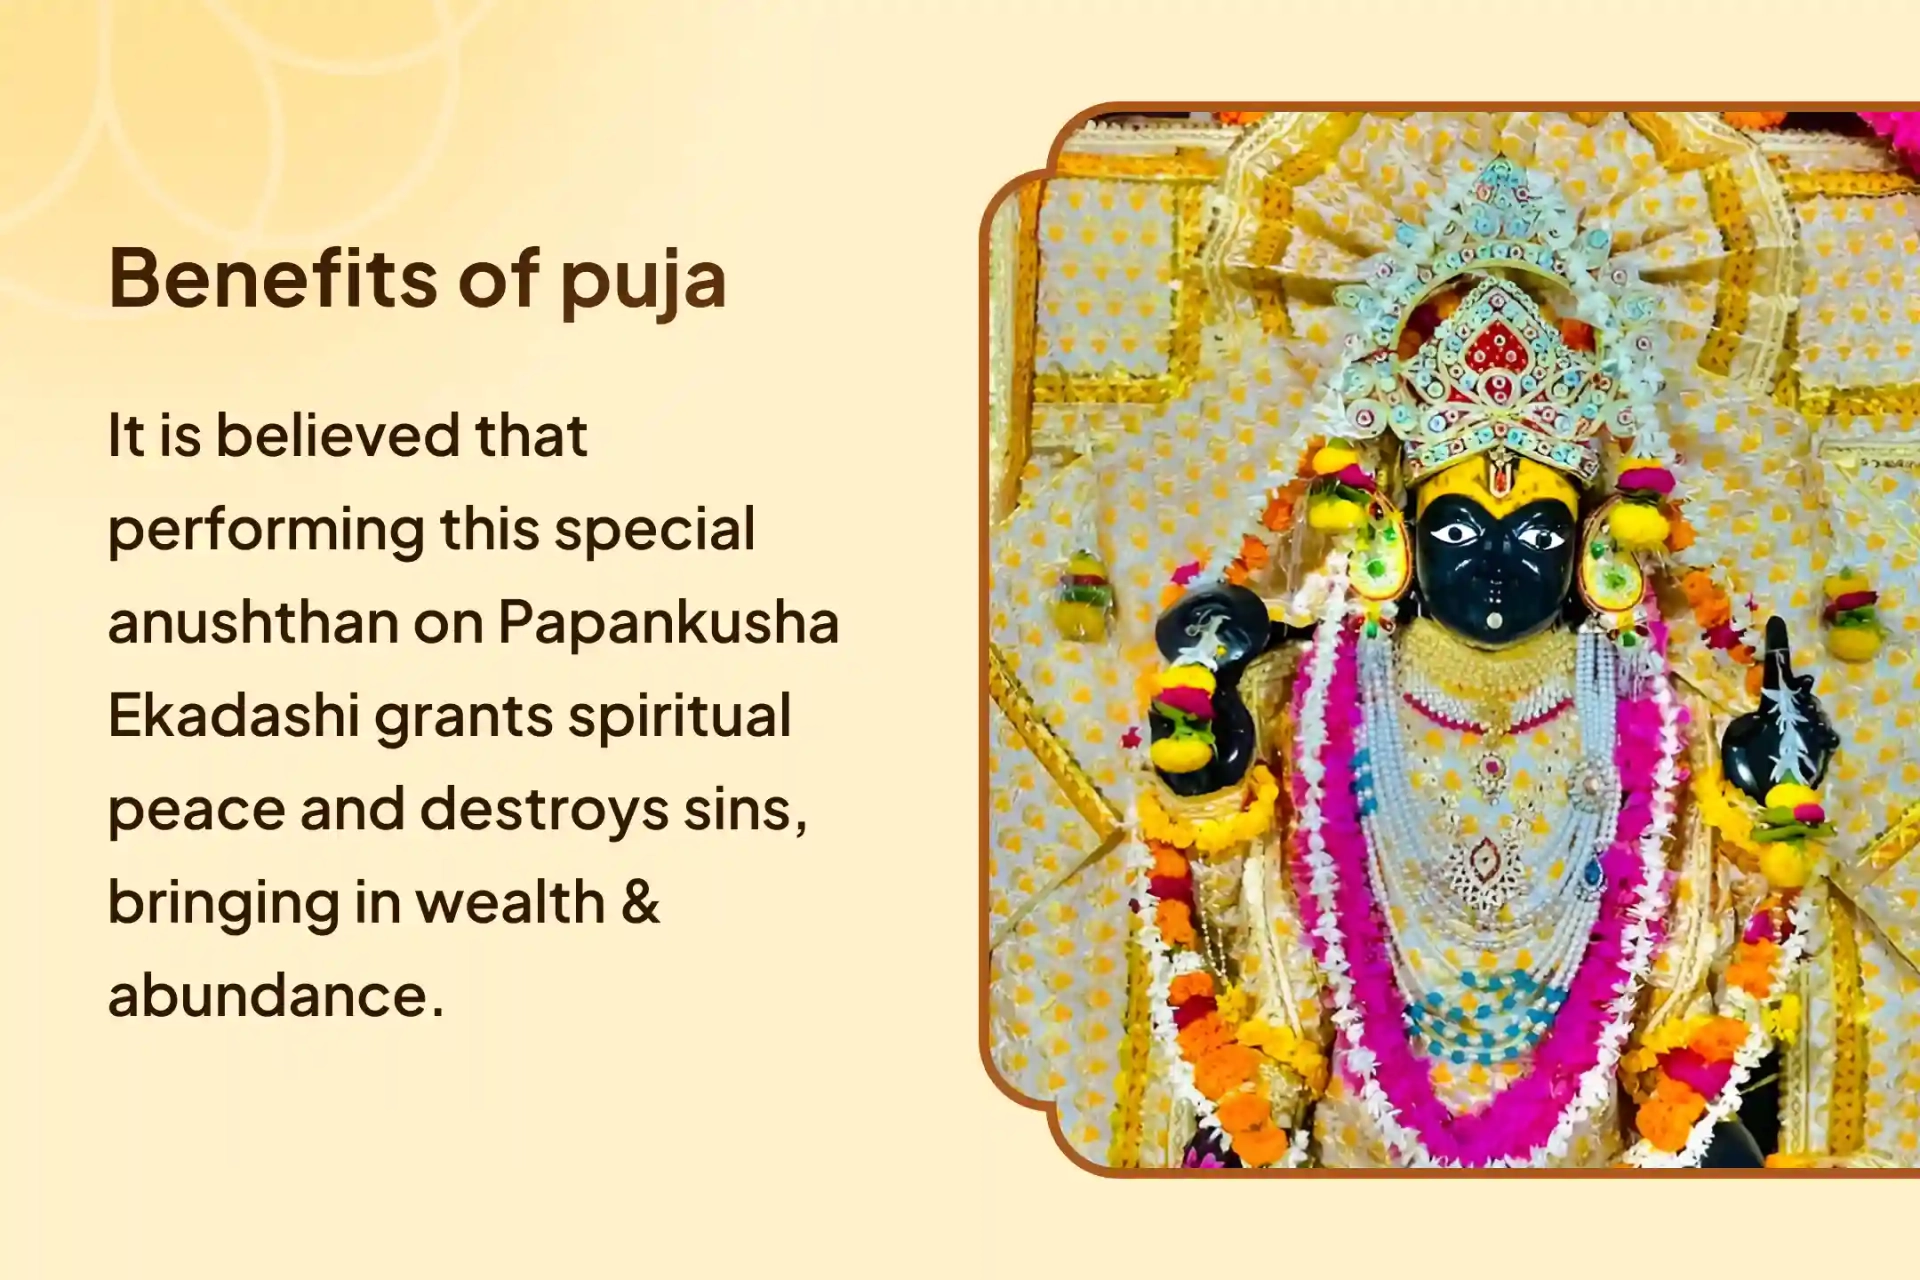 Benefits of puja
It is believed that
performing this special
anushthan on Papankusha
Ekadashi grants spiritual
peace and destroys sins,
bringing in wealth &
abundance.